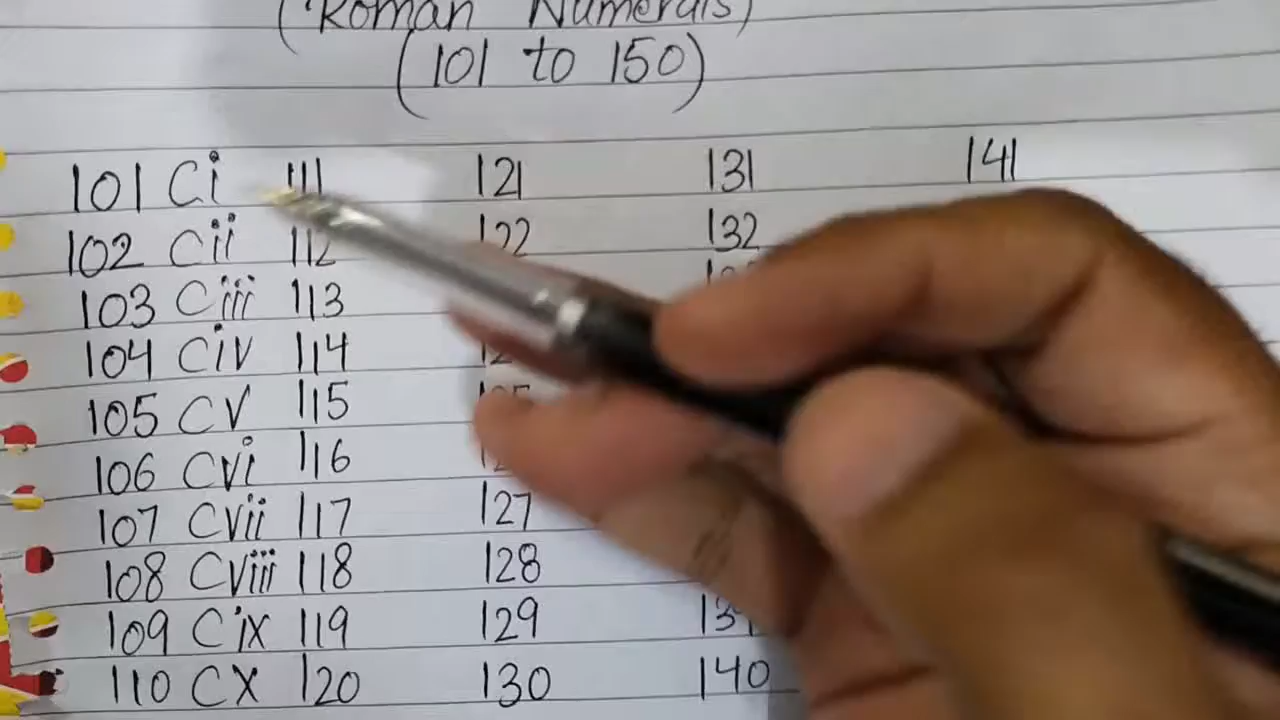 (Roman Numerals)
(101 to 150)
101 Ci 111 121 131 141
102 Cii 112 122 132
103 Ciii 113
104 Civ 114
105 CV 115 125
106 CVi 116
107 CVii 117 127
108 CViii 118 128
109 Cix 119 129 139
110 CX 120 130 140